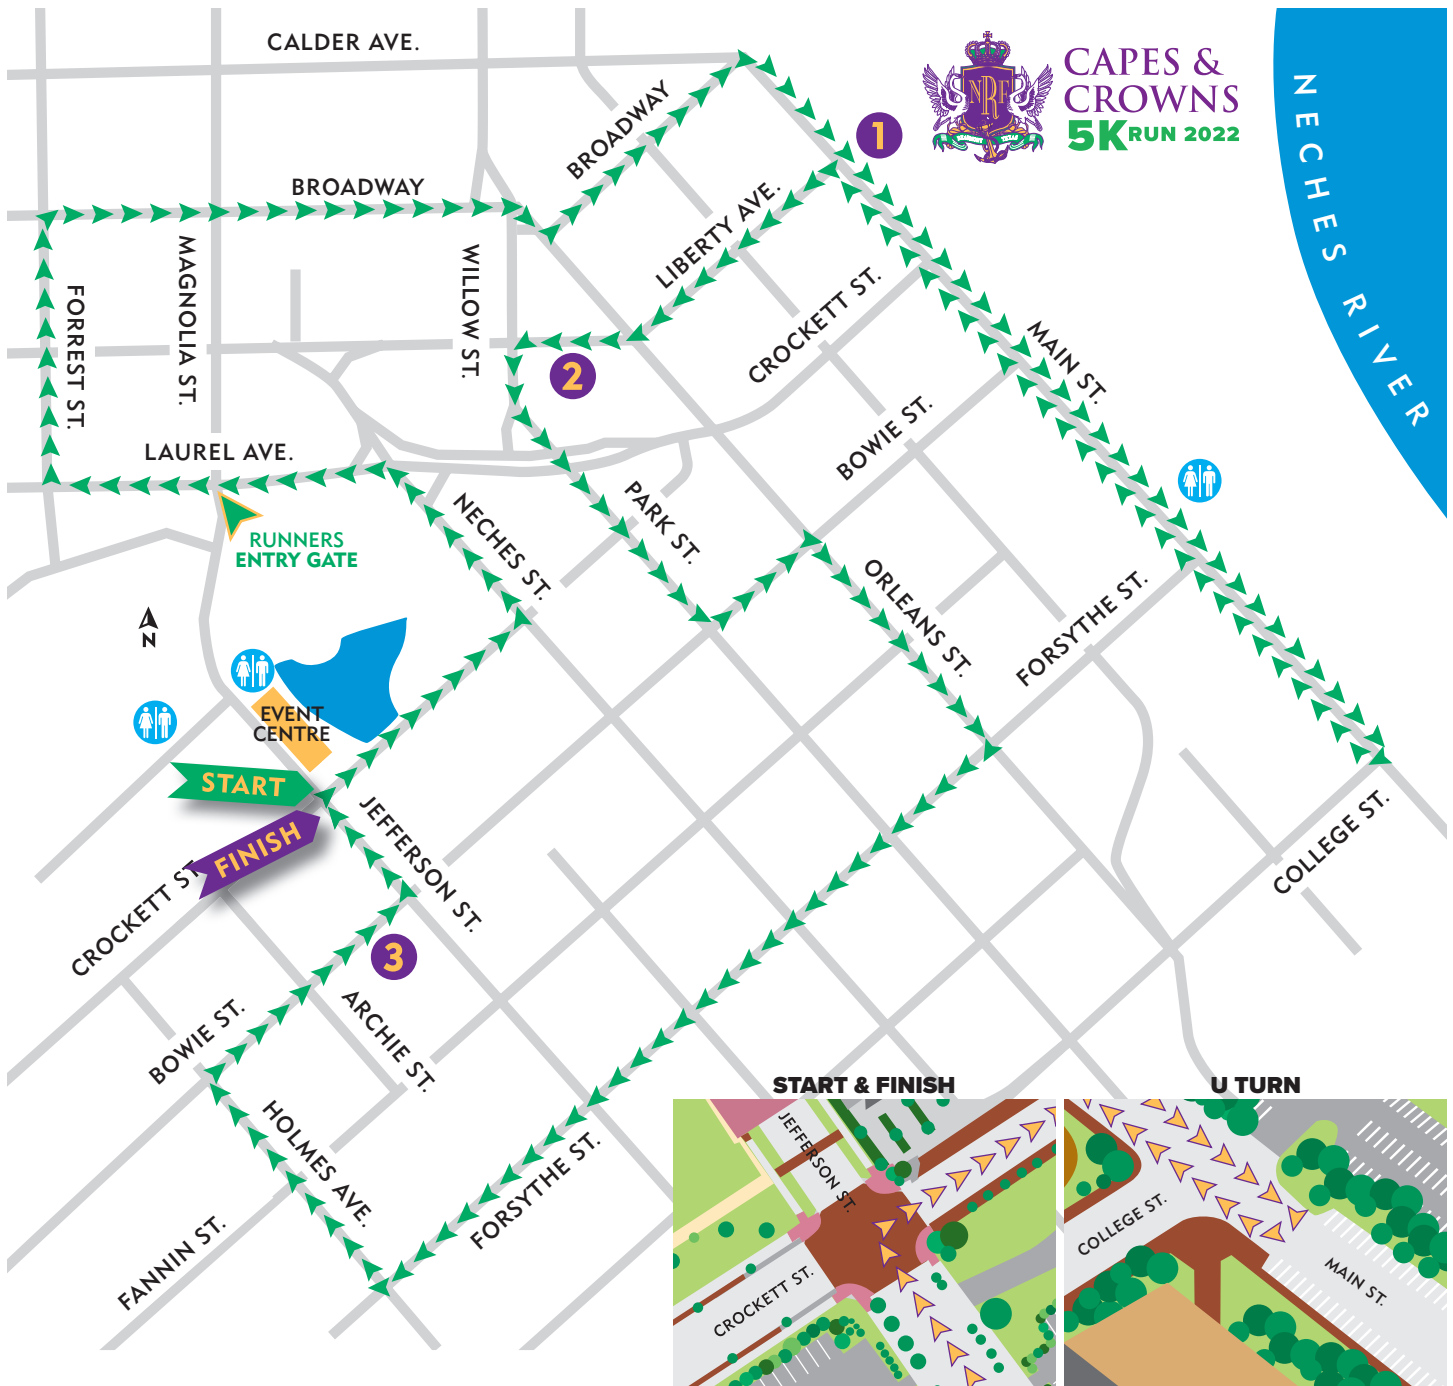 CALDER AVE.
BROADWAY
CAPES &
CROWNS
5K RUN 2022
NRF
NECHES RIVER
1
BROADWAY
LIBERTY AVE.
MAGNOLIA ST.
WILLOW ST.
FORREST ST.
CROCKETT ST.
MAIN ST.
2
BOWIE ST.
LAUREL AVE.
PARK ST.
NECHES ST.
RUNNERS
ENTRY GATE
ORLEANS ST.
FORSYTHE ST.
N
EVENT
CENTRE
START
FINISH
JEFFERSON ST.
COLLEGE ST.
CROCKETT ST.
3
ARCHIE ST.
BOWIE ST.
HOLMES AVE.
FORSYTHE ST.
FANNIN ST.
START & FINISH
JEFFERSON ST.
CROCKETT ST.
U TURN
COLLEGE ST.
MAIN ST.